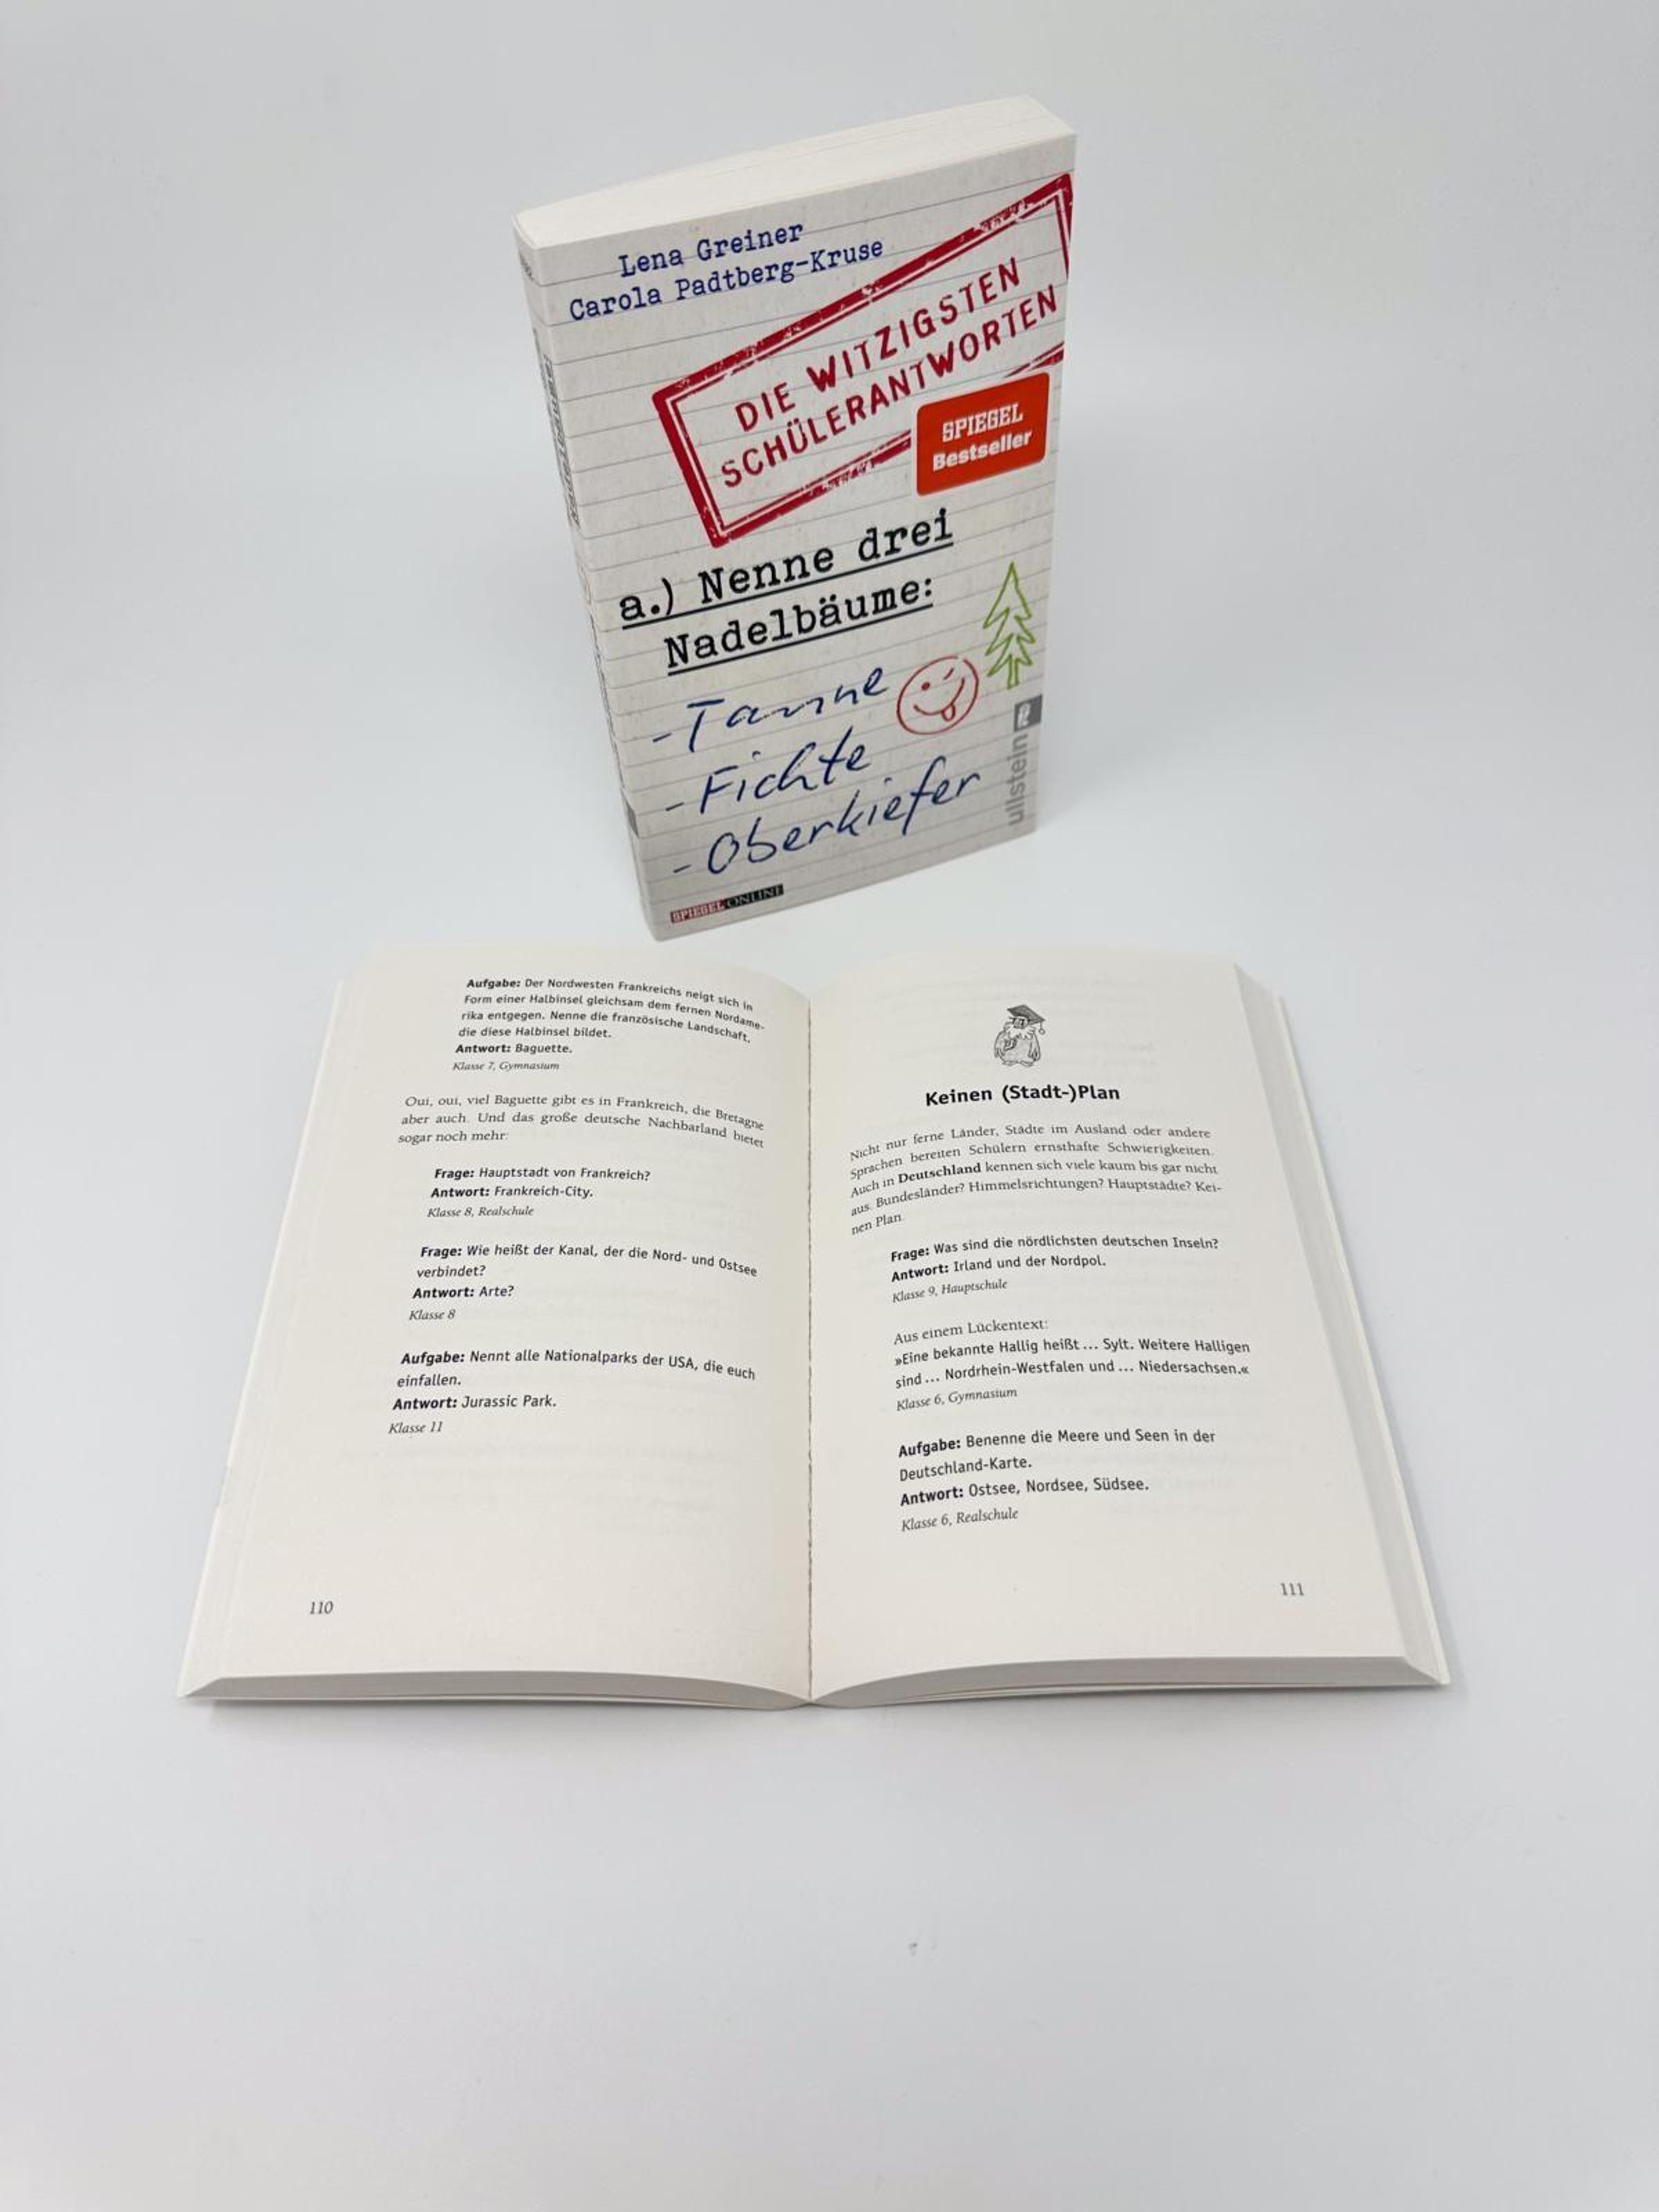 Lena Greiner
Carola Padtberg-Kruse
DIE WITZIGSTEN
SCHÜLERANTWORTEN
SPIEGEL
Bestseller
a.) Nenne drei
Nadelbäume:
-Tanne
-Fichte
-Oberkiefer
ullstein
SPIEGEL ONLINE
Aufgabe: Der Nordwesten Frankreichs neigt sich in
Form einer Halbinsel gleichsam dem fernen Nordame-
rika entgegen. Nenne die französische Landschaft,
die diese Halbinsel bildet.
Antwort: Baguette.
Klasse 7, Gymnasium
Oui, oui, viel Baguette gibt es in Frankreich, die Bretagne
aber auch. Und das große deutsche Nachbarland bietet
sogar noch mehr:
Frage: Hauptstadt von Frankreich?
Antwort: Frankreich-City.
Klasse 8, Realschule
Frage: Wie heißt der Kanal, der die Nord- und Ostsee
verbindet?
Antwort: Arte?
Klasse 8
Aufgabe: Nennt alle Nationalparks der USA, die euch
einfallen.
Antwort: Jurassic Park.
Klasse 11
110
Keinen (Stadt-)Plan
Nicht nur ferne Länder, Städte im Ausland oder andere
Sprachen bereiten Schülern ernsthafte Schwierigkeiten.
Auch in Deutschland kennen sich viele kaum bis gar nicht
aus. Bundesländer? Himmelsrichtungen? Hauptstädte? Kei-
nen Plan.
Frage: Was sind die nördlichsten deutschen Inseln?
Antwort: Irland und der Nordpol.
Klasse 9, Hauptschule
Aus einem Lückentext:
»Eine bekannte Hallig heißt ... Sylt. Weitere Halligen
sind ... Nordrhein-Westfalen und ... Niedersachsen.«
Klasse 6, Gymnasium
Aufgabe: Benenne die Meere und Seen in der
Deutschland-Karte.
Antwort: Ostsee, Nordsee, Südsee.
Klasse 6, Realschule
111